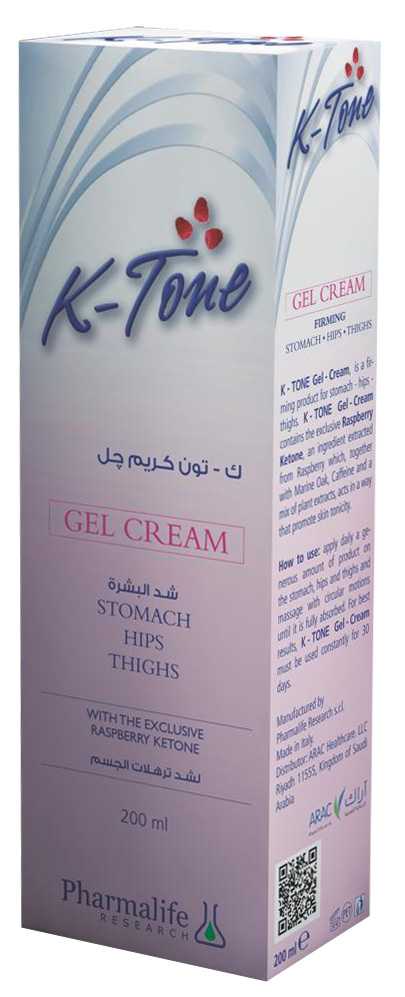 K-Tone
ك - تون كريم چل
GEL CREAM
شد البشرة
STOMACH
HIPS
THIGHS
WITH THE EXCLUSIVE
RASPBERRY KETONE
لشد ترهلات الجسم
200 ml
Pharmalife
RESEARCH
K-Tone
GEL CREAM
FIRMING
STOMACH • HIPS • THIGHS
K - TONE Gel - Cream, is a fir-
ming product for stomach - hips -
thighs. K - TONE Gel - Cream
contains the exclusive Raspberry
Ketone, an ingredient extracted
from Raspberry which, together
with Marine Oak, Caffeine and a
mix of plant extracts, acts in a way
that promote skin tonicity.
How to use: apply daily a ge-
nerous amount of product on
the stomach, hips and thighs and
massage with circular motions
until it is fully absorbed. For best
results, K - TONE Gel - Cream
must be used constantly for 30
days.
Manufactured by
Pharmalife Research s.r.l.
Made in Italy.
Distributor: ARAC Healthcare. LLC
Riyadh 11555, Kingdom of Saudi
Arabia
ARAC آراك
200 ml e